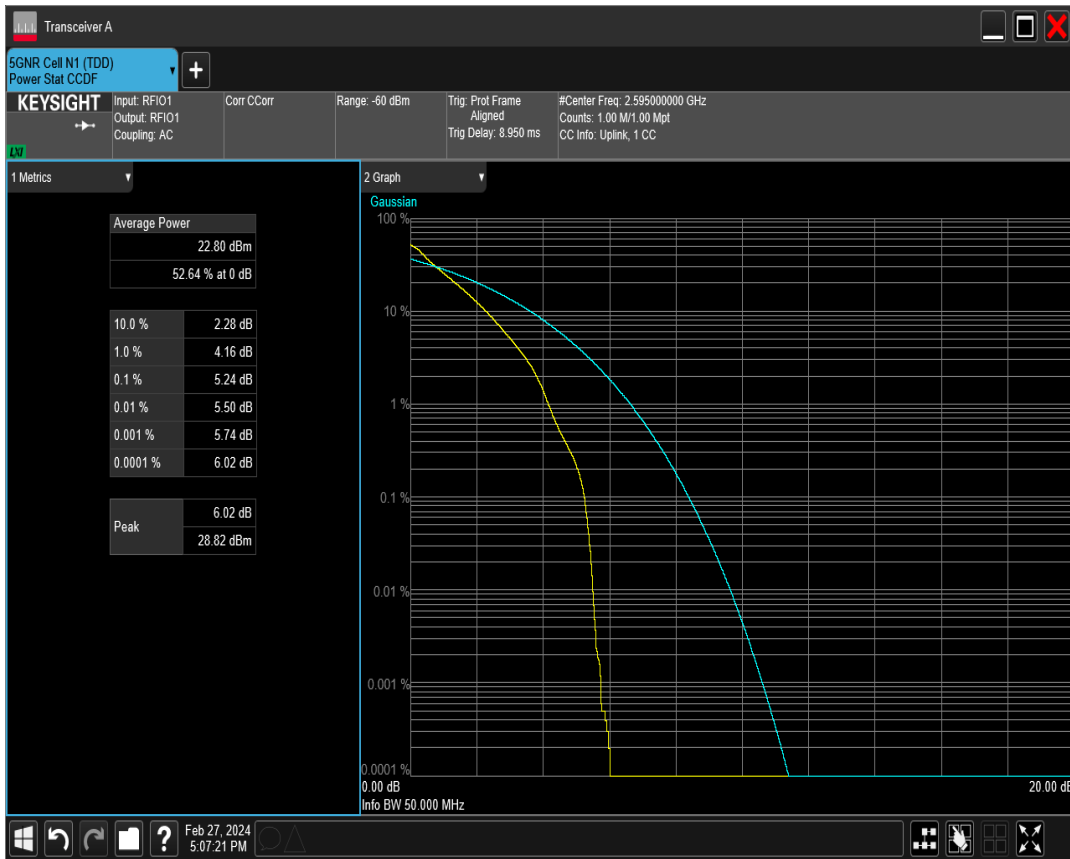 Transceiver A
5GNR Cell N1 (TDD)
Power Stat CCDF
+
KEYSIGHT
LXI
Input: RFIO1
Output: RFIO1
Coupling: AC
Corr CCorr
Range: -60 dBm
Trig: Prot Frame
Aligned
Trig Delay: 8.950 ms
#Center Freq: 2.595000000 GHz
Counts: 1.00 M/1.00 Mpt
CC Info: Uplink, 1 CC
1 Metrics
Average Power
22.80 dBm
52.64 % at 0 dB
10.0 % 2.28 dB
1.0 % 4.16 dB
0.1 % 5.24 dB
0.01 % 5.50 dB
0.001 % 5.74 dB
0.0001 % 6.02 dB
Peak
6.02 dB
28.82 dBm
2 Graph
Gaussian
100 %
10 %
1 %
0.1 %
0.01 %
0.001 %
0.0001 %
0.00 dB 20.00 dB
Info BW 50.000 MHz
?
Feb 27, 2024
5:07:21 PM